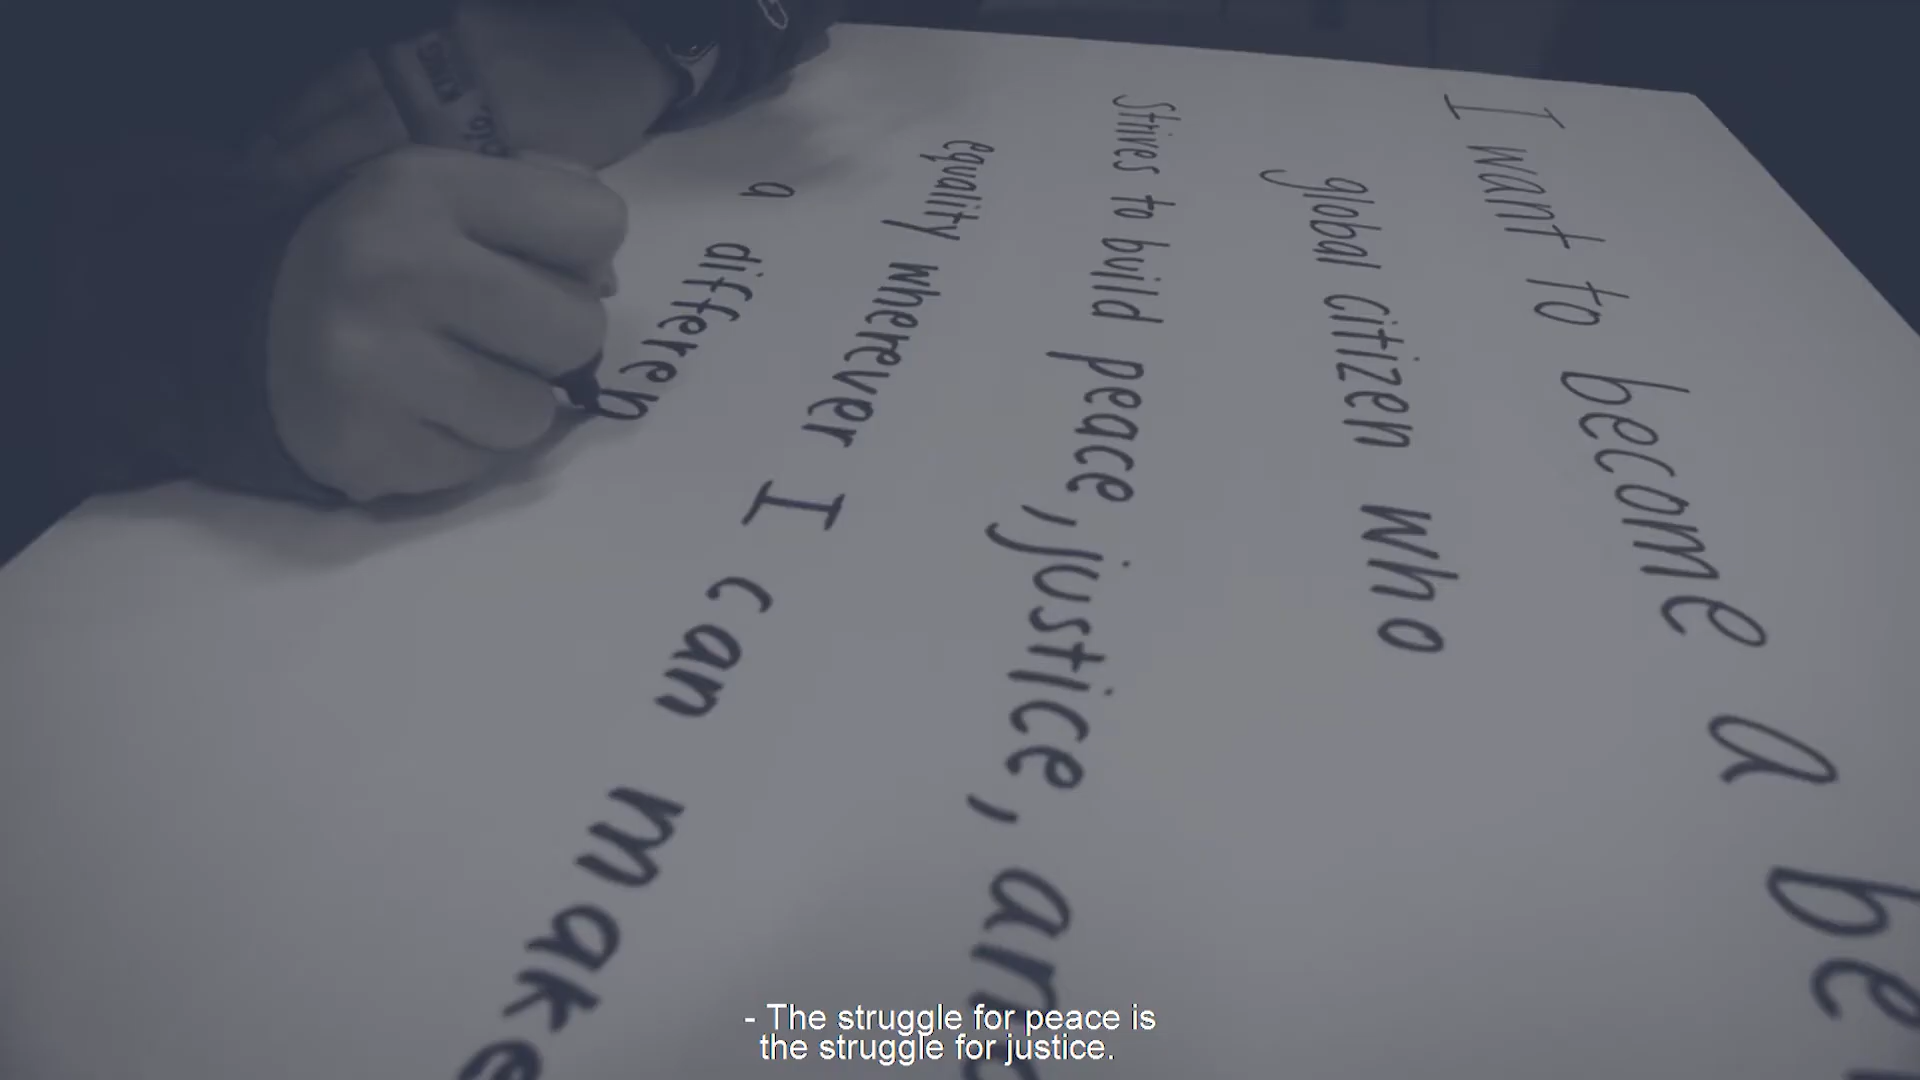 I want to become a be
global citizen who
strives to build peace, justice, and
equality wherever I can make
a differen
- The struggle for peace is
the struggle for justice.